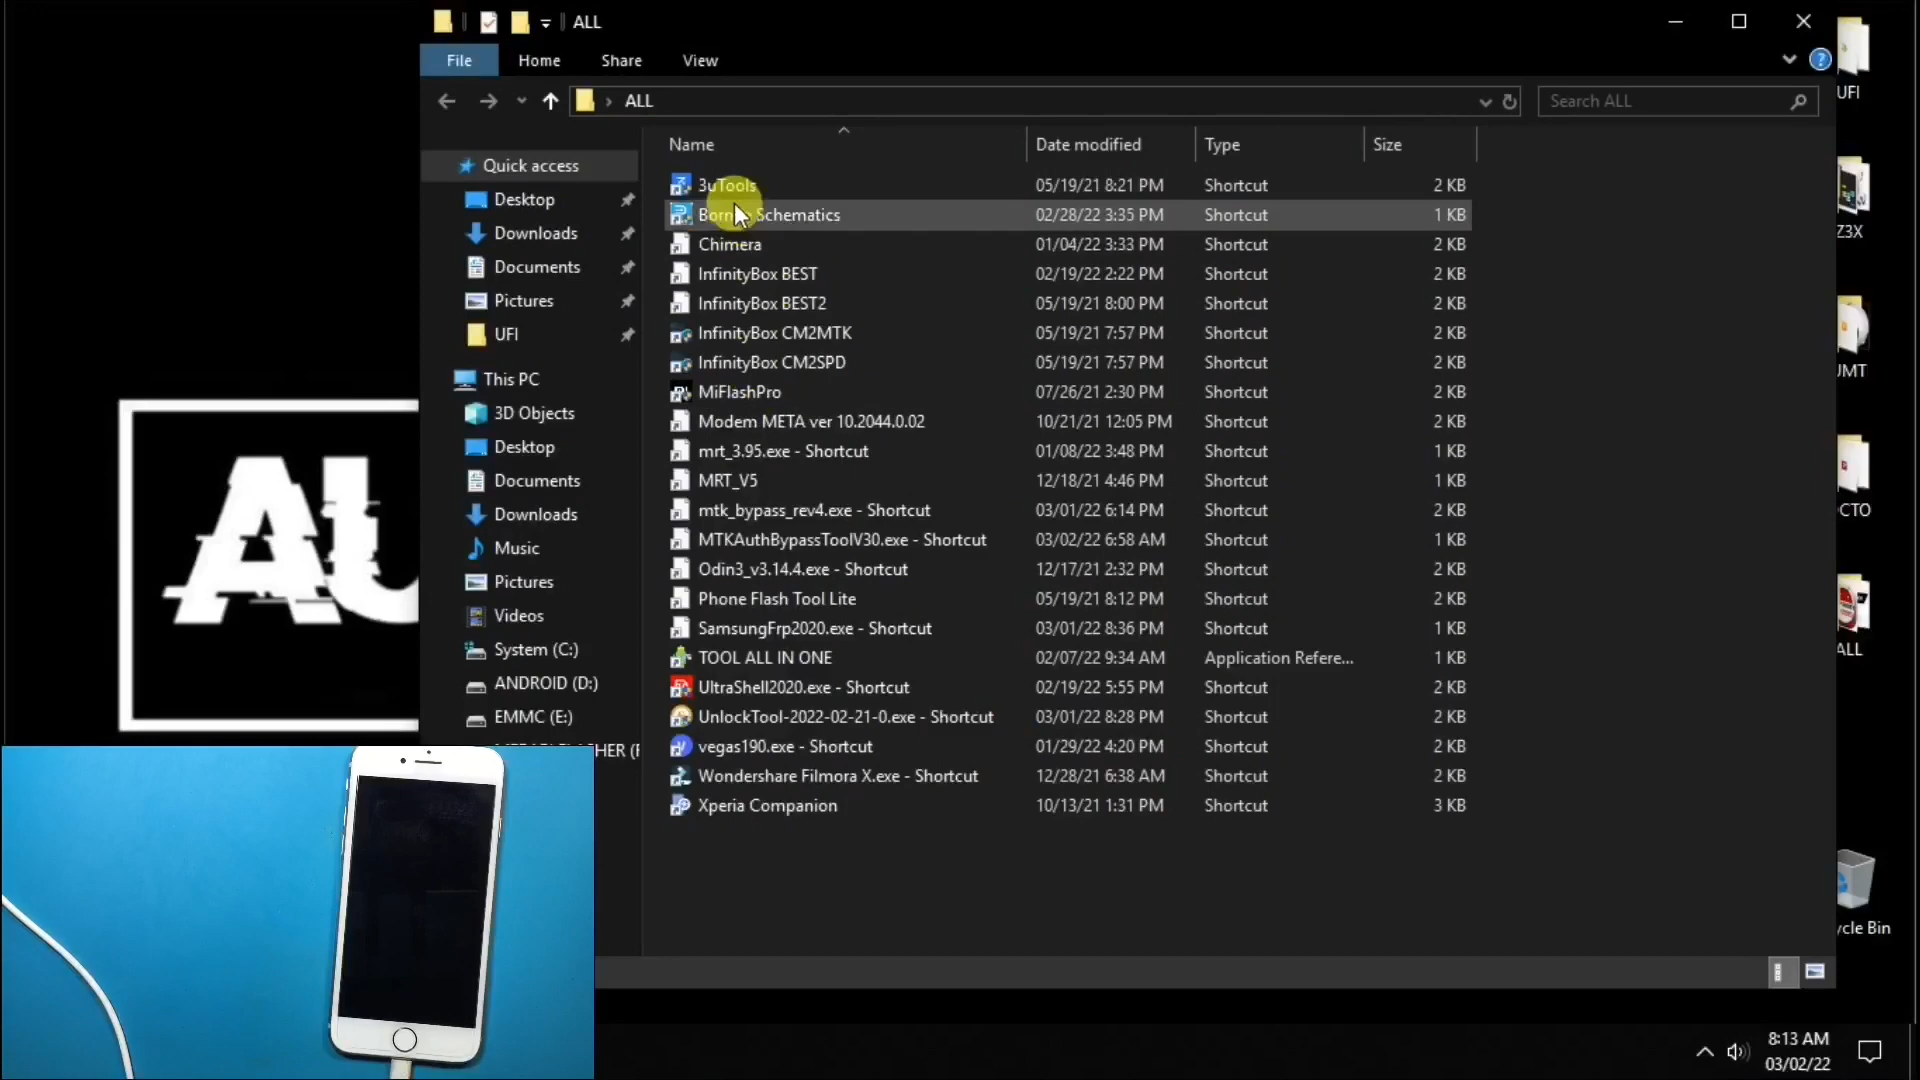 ALL
File Home Share View
ALL
Search ALL
Name Date modified Type Size
Quick access
Desktop
Downloads
Documents
Pictures
UFI
This PC
3D Objects
Desktop
Documents
Downloads
Music
Pictures
Videos
System (C:)
ANDROID (D:)
EMMC (E:)
3uTools 05/19/21 8:21 PM Shortcut 2 KB
Schematics 02/28/22 3:35 PM Shortcut 1 KB
Chimera 01/04/22 3:33 PM Shortcut 2 KB
InfinityBox BEST 02/19/22 2:22 PM Shortcut 2 KB
InfinityBox BEST2 05/19/21 8:00 PM Shortcut 2 KB
InfinityBox CM2MTK 05/19/21 7:57 PM Shortcut 2 KB
InfinityBox CM2SPD 05/19/21 7:57 PM Shortcut 2 KB
MiFlashPro 07/26/21 2:30 PM Shortcut 2 KB
Modem META ver 10.2044.0.02 10/21/21 12:05 PM Shortcut 2 KB
mrt_3.95.exe - Shortcut 01/08/22 3:48 PM Shortcut 1 KB
MRT_V5 12/18/21 4:46 PM Shortcut 1 KB
mtk_bypass_rev4.exe - Shortcut 03/01/22 6:14 PM Shortcut 2 KB
MTKAuthBypassToolV30.exe - Shortcut 03/02/22 6:58 AM Shortcut 1 KB
Odin3_v3.14.4.exe - Shortcut 12/17/21 2:32 PM Shortcut 2 KB
Phone Flash Tool Lite 05/19/21 8:12 PM Shortcut 2 KB
SamsungFrp2020.exe - Shortcut 03/01/22 8:36 PM Shortcut 1 KB
TOOL ALL IN ONE 02/07/22 9:34 AM Application Refere... 1 KB
UltraShell2020.exe - Shortcut 02/19/22 5:55 PM Shortcut 2 KB
UnlockTool-2022-02-21-0.exe - Shortcut 03/01/22 8:28 PM Shortcut 2 KB
vegas190.exe - Shortcut 01/29/22 4:20 PM Shortcut 2 KB
Wondershare Filmora X.exe - Shortcut 12/28/21 6:38 AM Shortcut 2 KB
Xperia Companion 10/13/21 1:31 PM Shortcut 3 KB
UFI
Z3X
UMT
CTO
ALL
ycle Bin
AU
8:13 AM
03/02/22